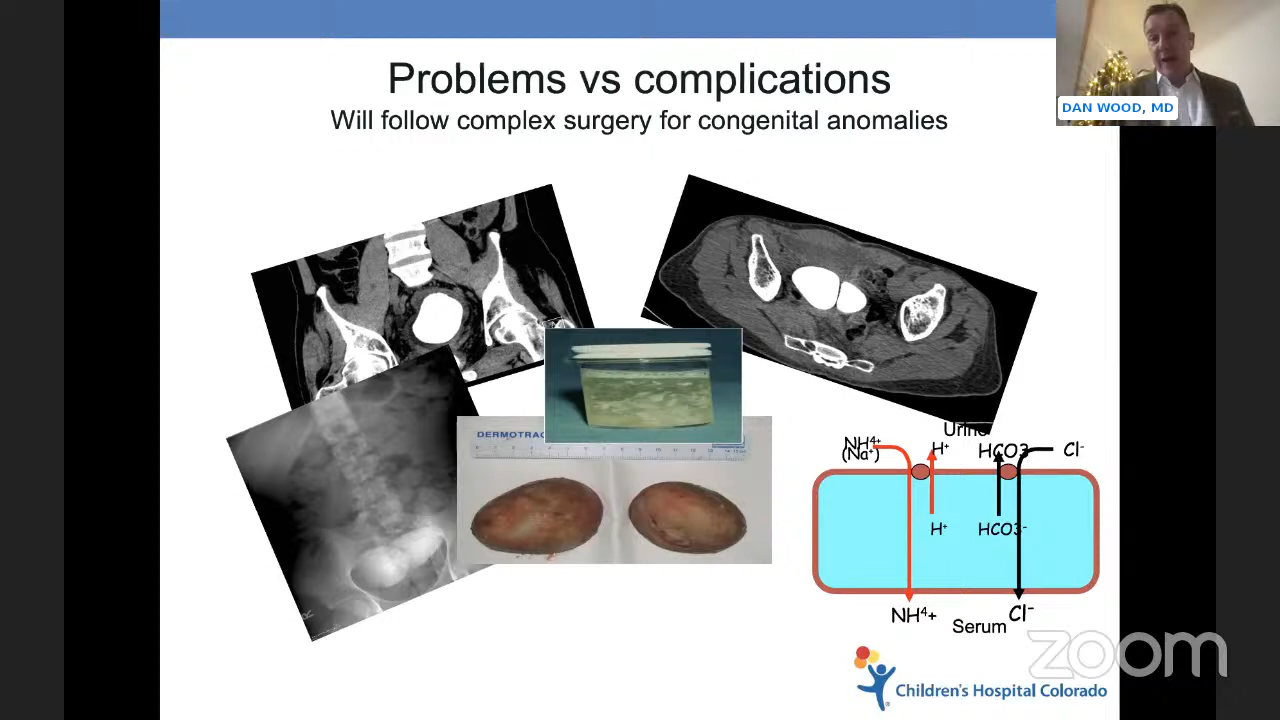 Problems vs complications
Will follow complex surgery for congenital anomalies
DAN WOOD, MD
DERMOTRAC
Urine
NH⁴⁺
(Na⁺)
H⁺
HCO3⁻
Cl⁻
H⁺
HCO3⁻
NH⁴+
Cl⁻
Serum
zoom
Children's Hospital Colorado